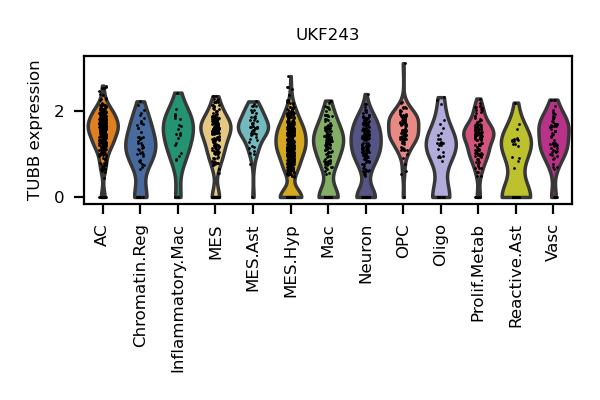 UKF243
TUBB expression
2
0
AC
Chromatin.Reg
Inflammatory.Mac
MES
MES.Ast
MES.Hyp
Mac
Neuron
OPC
Oligo
Prolif.Metab
Reactive.Ast
Vasc